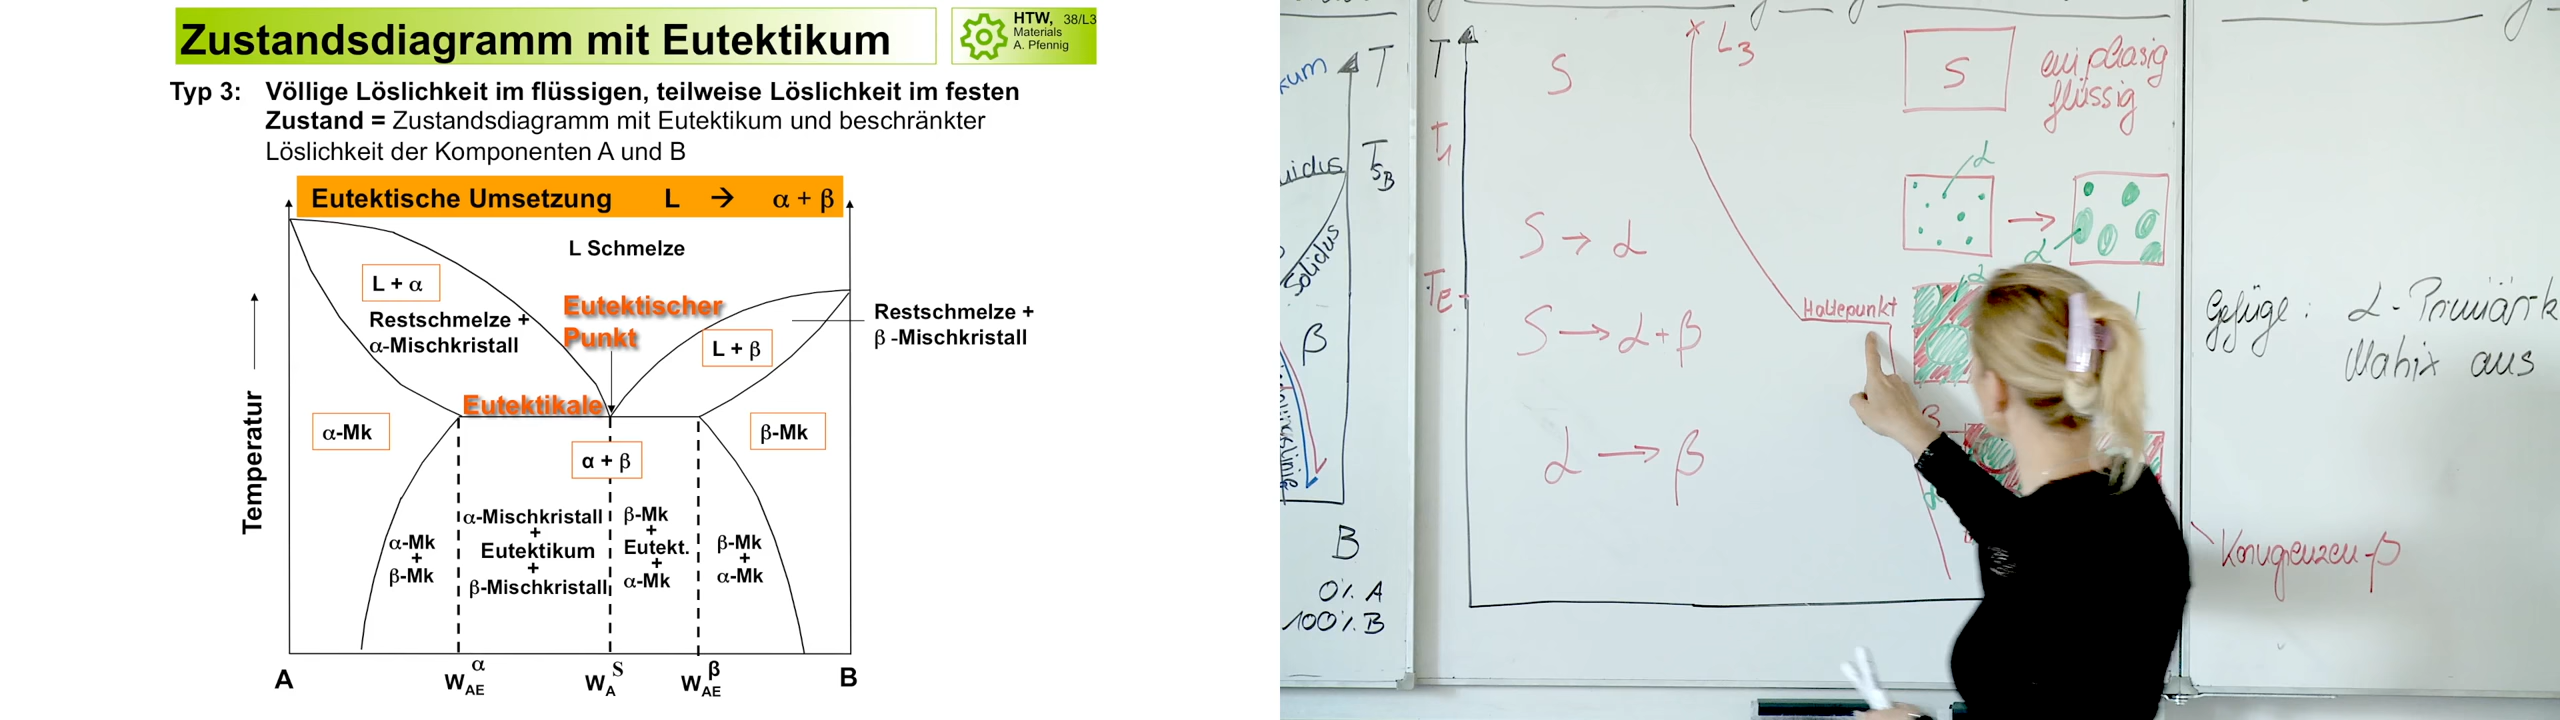 Zustandsdiagramm mit Eutektikum
HTW, 38/L3
Materials
A. Pfennig
Typ 3: Völlige Löslichkeit im flüssigen, teilweise Löslichkeit im festen
Zustand = Zustandsdiagramm mit Eutektikum und beschränkter
Löslichkeit der Komponenten A und B
Eutektische Umsetzung L → α + β
L Schmelze
L + α
Restschmelze +
α-Mischkristall
Eutektischer
Punkt
L + β
Restschmelze +
β -Mischkristall
Temperatur
Eutektikale
α-Mk
β-Mk
α + β
α-Mk
+
β-Mk
α-Mischkristall
+
Eutektikum
+
β-Mischkristall
β-Mk
+
Eutekt.
+
α-Mk
β-Mk
+
α-Mk
A
W AE α
W A S
W AE β
B
T
T S B
Solidus
β
B
0% A
100% B
T
T1
TE
S
L3
S → α
S → α + β
α → β
Haltepunkt
S
einphasig
flüssig
α
α
α
β
Gefüge: α-Primärk
Matrix aus
Korngrenzen-β